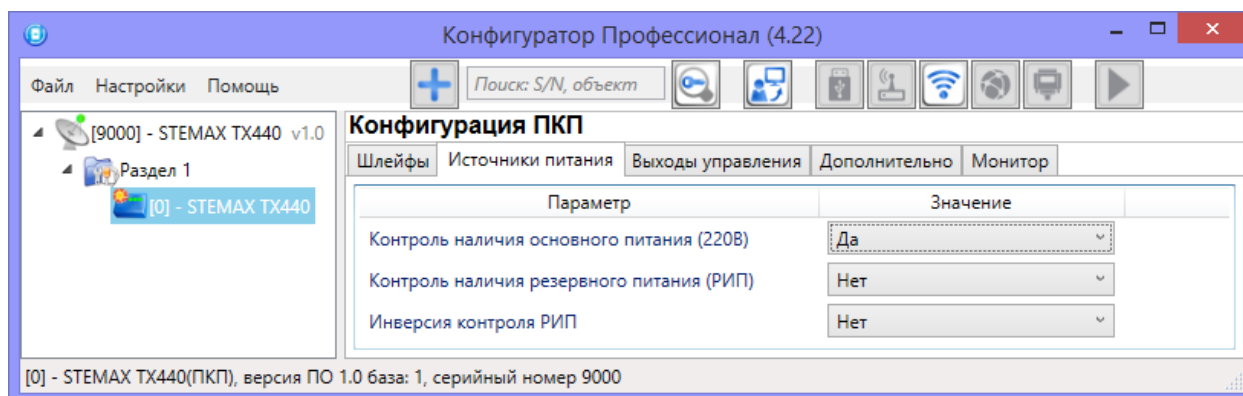 Конфигуратор Профессионал (4.22)
Файл Настройки Помощь Поиск: S/N, объект
[9000] - STEMAX TX440 v1.0
Раздел 1
[0] - STEMAX TX440
Конфигурация ПКП
Шлейфы Источники питания Выходы управления Дополнительно Монитор
Параметр Значение
Контроль наличия основного питания (220В) Да
Контроль наличия резервного питания (РИП) Нет
Инверсия контроля РИП Нет
[0] - STEMAX TX440(ПКП), версия ПО 1.0 база: 1, серийный номер 9000